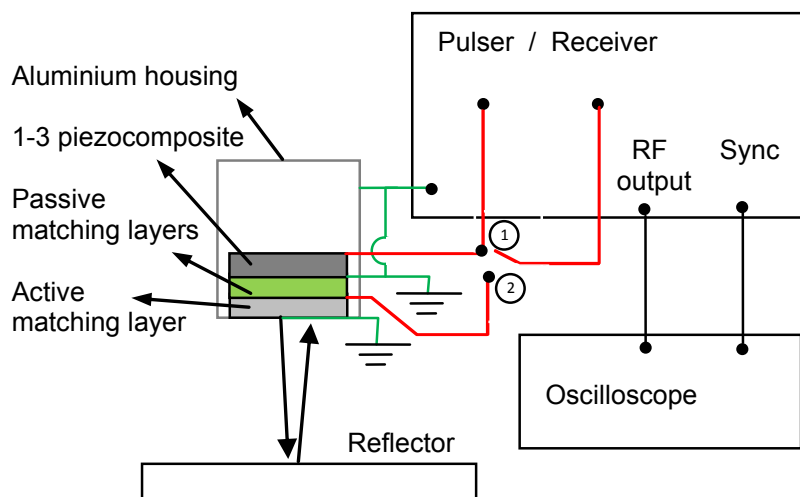 Pulser / Receiver
Aluminium housing
1-3 piezocomposite
RF
output
Sync
Passive
matching layers
1
2
Active
matching layer
Oscilloscope
Reflector